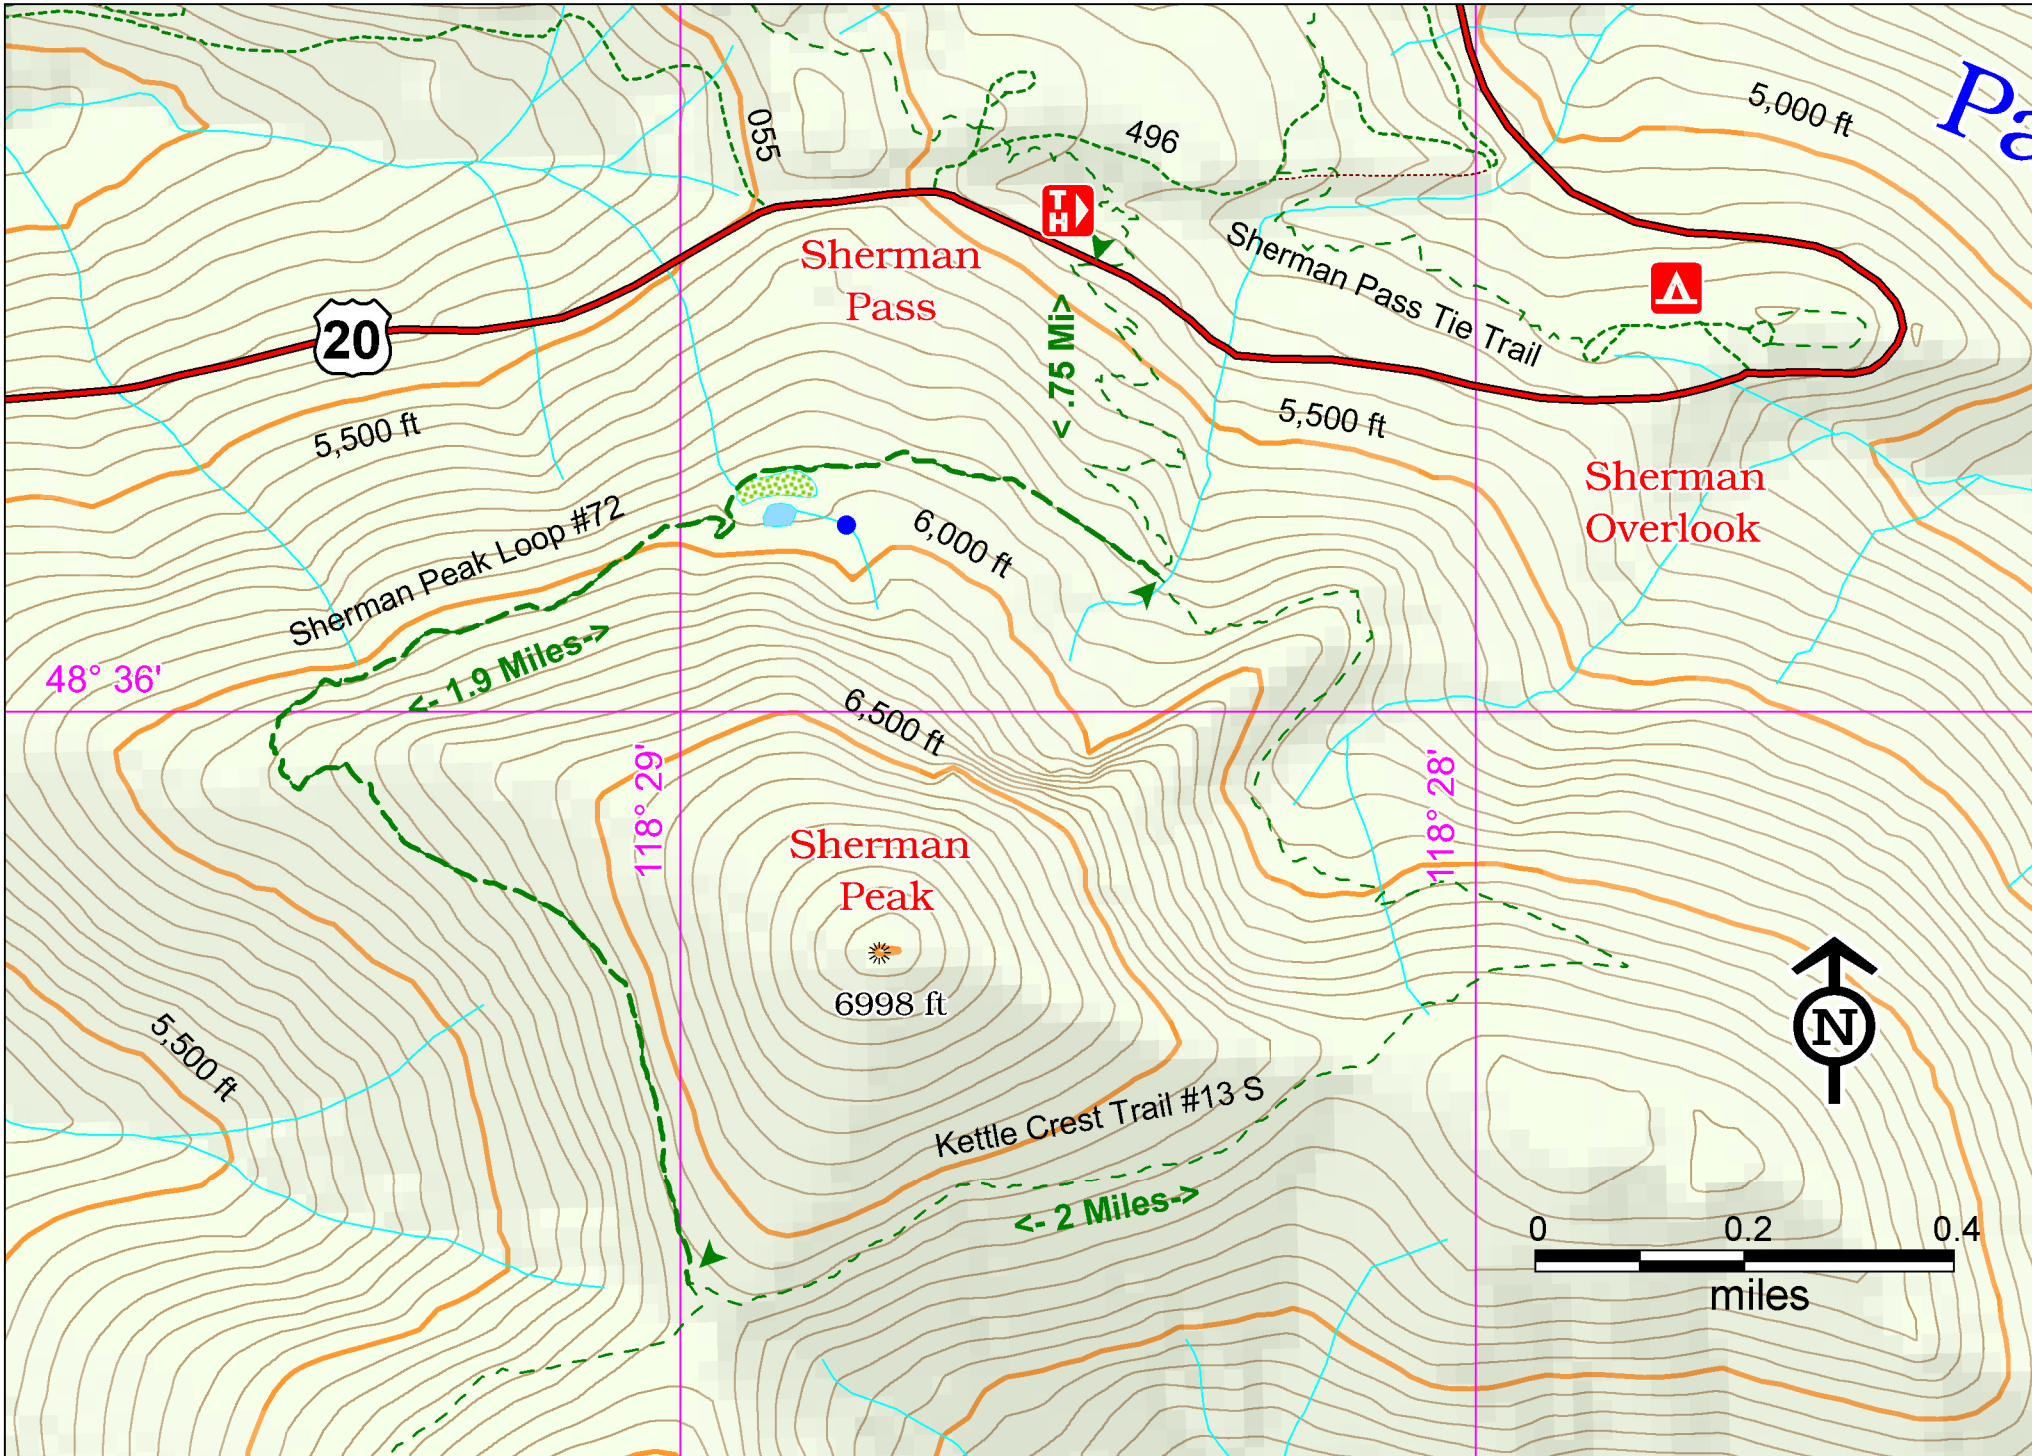 5,000 ft
Pa
055
496
T
H
Sherman
Pass
Sherman Pass Tie Trail
20
< .75 Mi>
5,500 ft
5,500 ft
Sherman
Overlook
Sherman Peak Loop #72
6,000 ft
<- 1.9 Miles->
48° 36'
6,500 ft
118° 29'
118° 28'
Sherman
Peak
6998 ft
5,500 ft
N
Kettle Crest Trail #13 S
<- 2 Miles->
0 0.2 0.4
miles